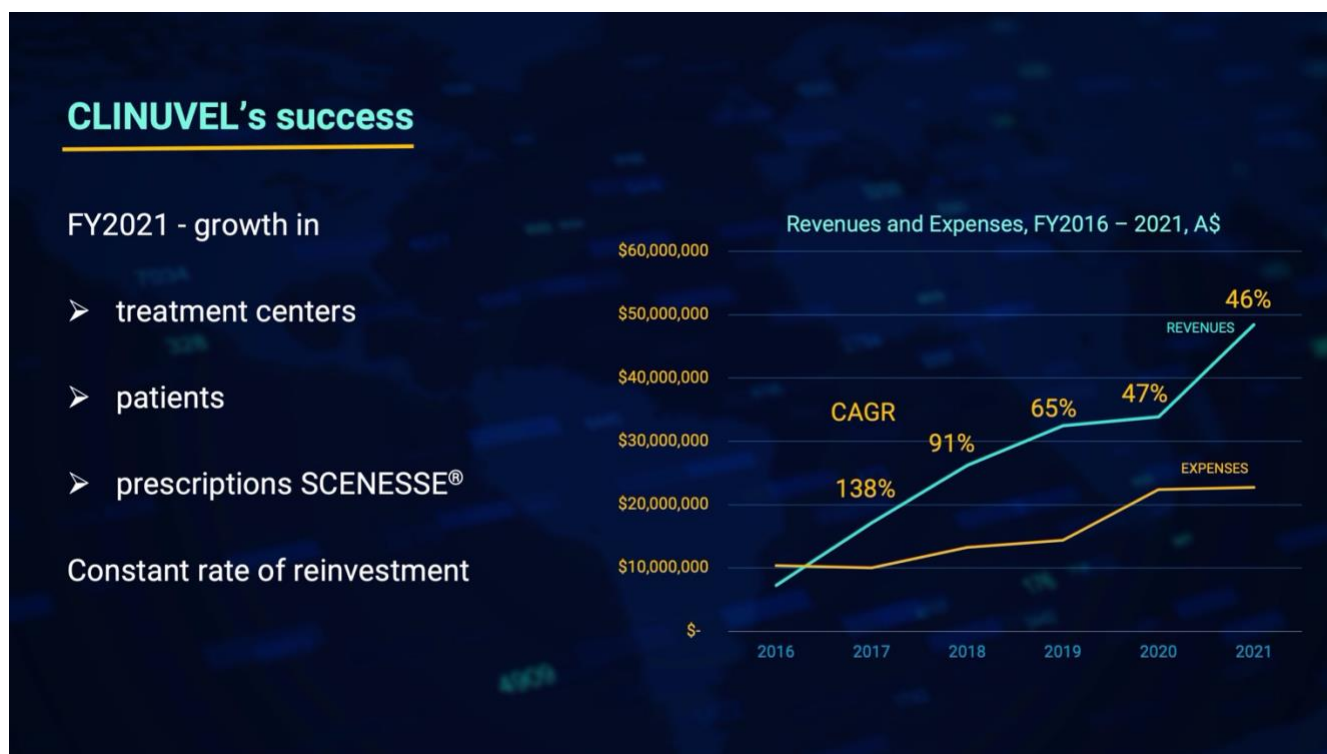 CLINUVEL’s success
FY2021 - growth in
➢ treatment centers
➢ patients
➢ prescriptions SCENESSE®
Constant rate of reinvestment
Revenues and Expenses, FY2016 – 2021, A$
$60,000,000
$50,000,000
$40,000,000
$30,000,000
$20,000,000
$10,000,000
$-
CAGR
138%
91%
65%
47%
46%
REVENUES
EXPENSES
2016 2017 2018 2019 2020 2021
4909